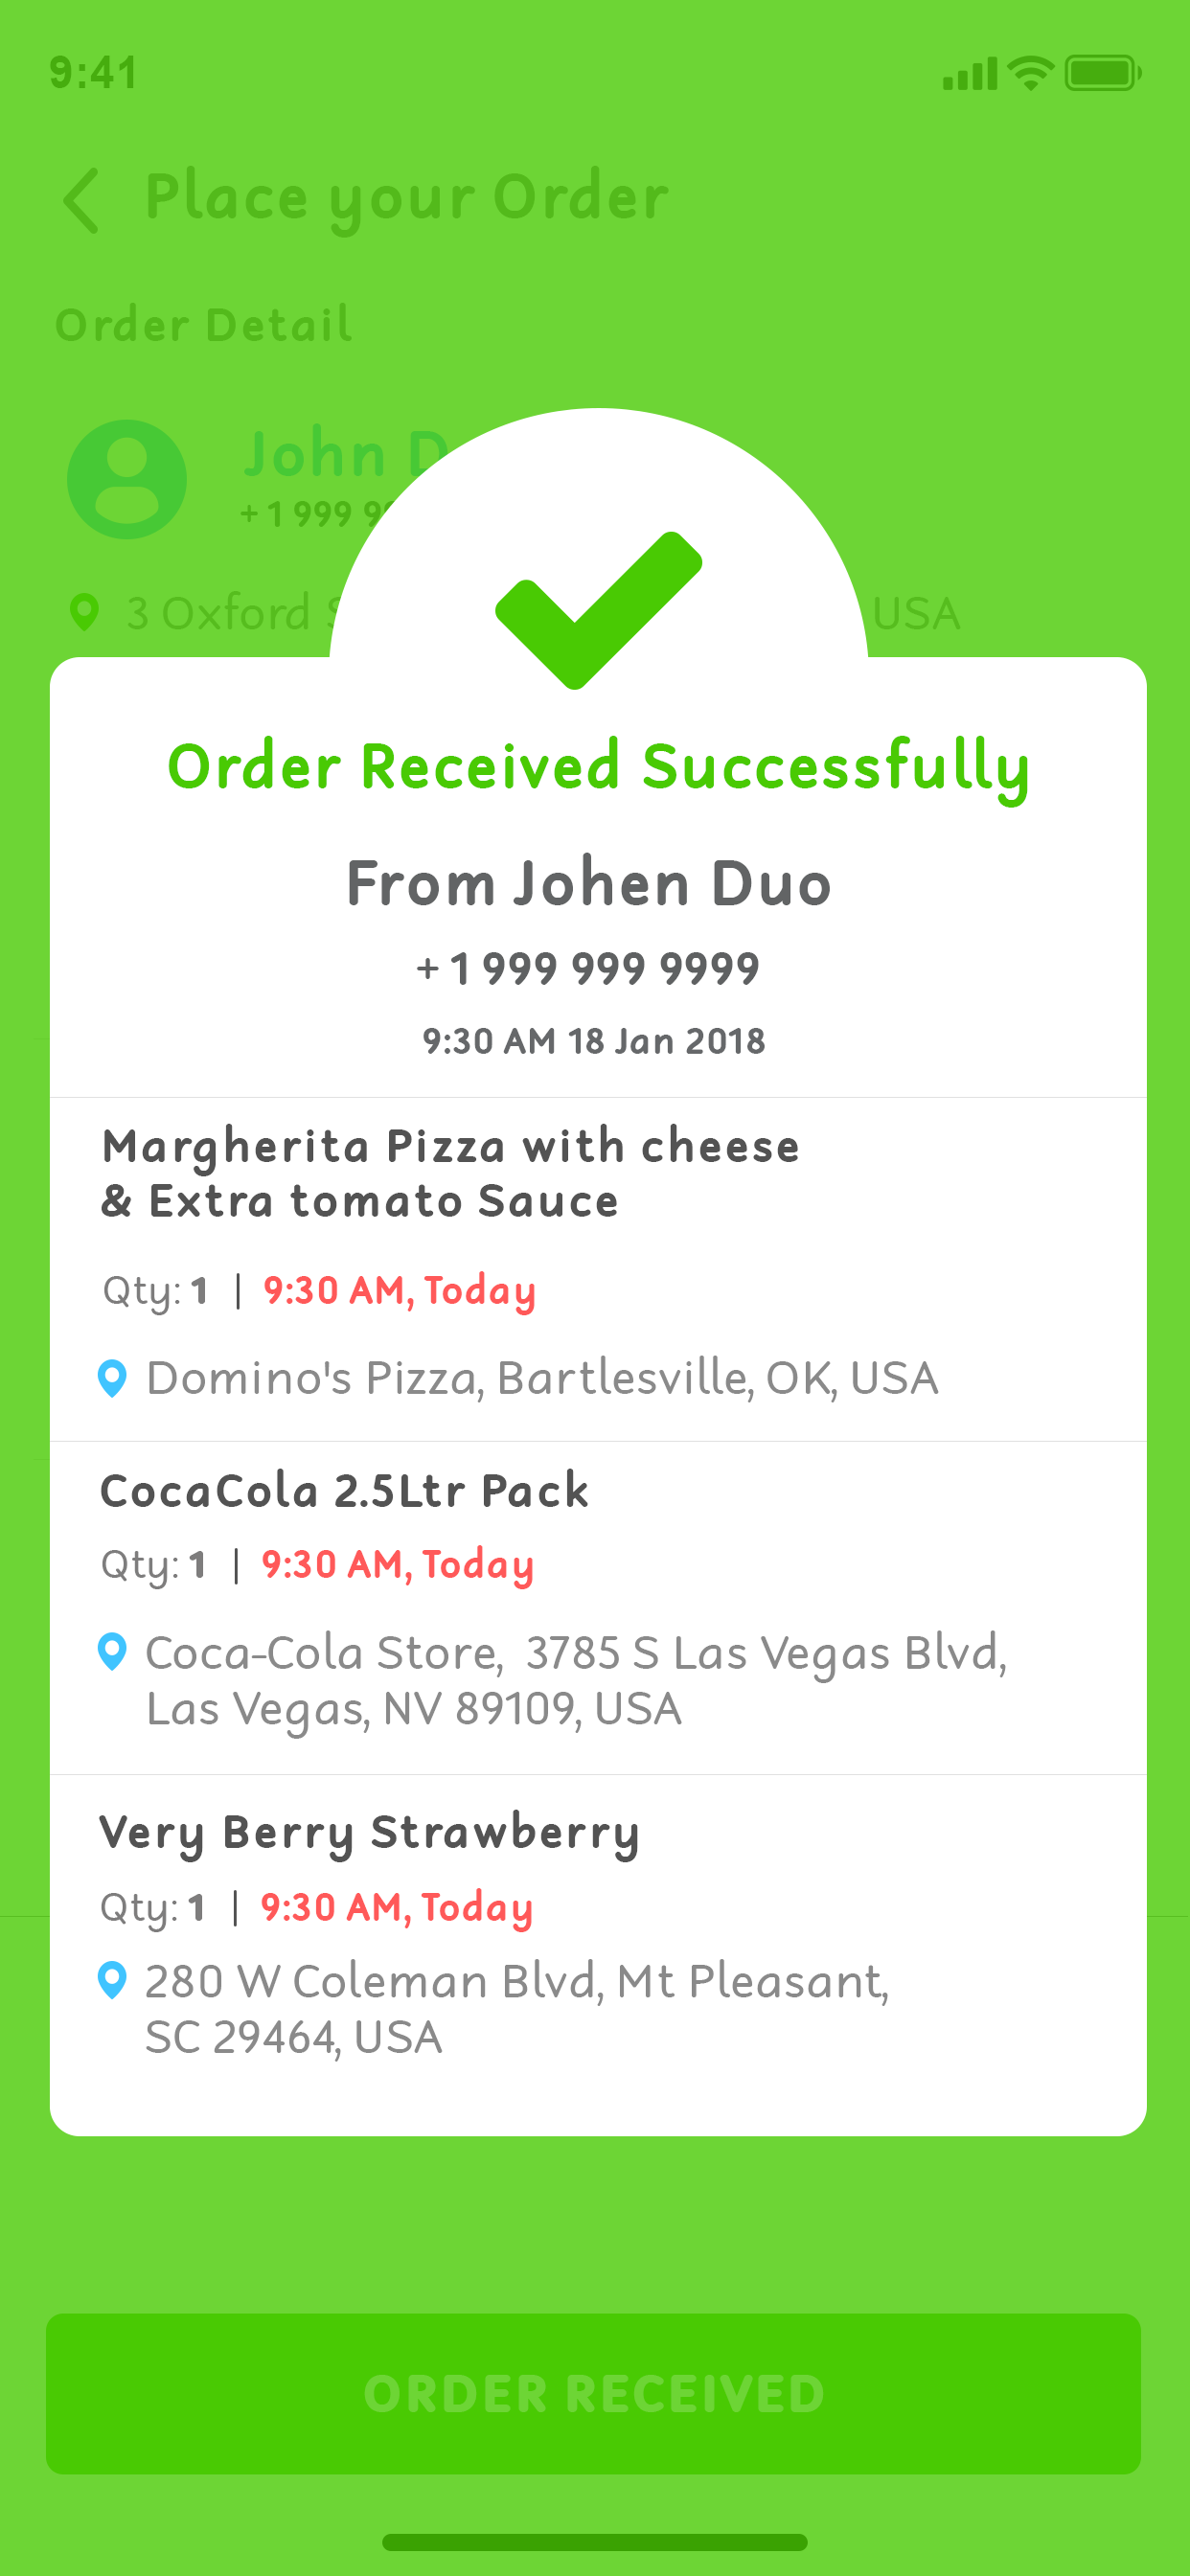 9:41
Place your Order
Order Detail
John D
+ 1 999 99
3 Oxford S USA
Order Received Successfully
From Johen Duo
+ 1 999 999 9999
9:30 AM 18 Jan 2018
Margherita Pizza with cheese
& Extra tomato Sauce
Qty: 1 | 9:30 AM, Today
Domino's Pizza, Bartlesville, OK, USA
CocaCola 2.5Ltr Pack
Qty: 1 | 9:30 AM, Today
Coca-Cola Store, 3785 S Las Vegas Blvd,
Las Vegas, NV 89109, USA
Very Berry Strawberry
Qty: 1 | 9:30 AM, Today
280 W Coleman Blvd, Mt Pleasant,
SC 29464, USA
ORDER RECEIVED